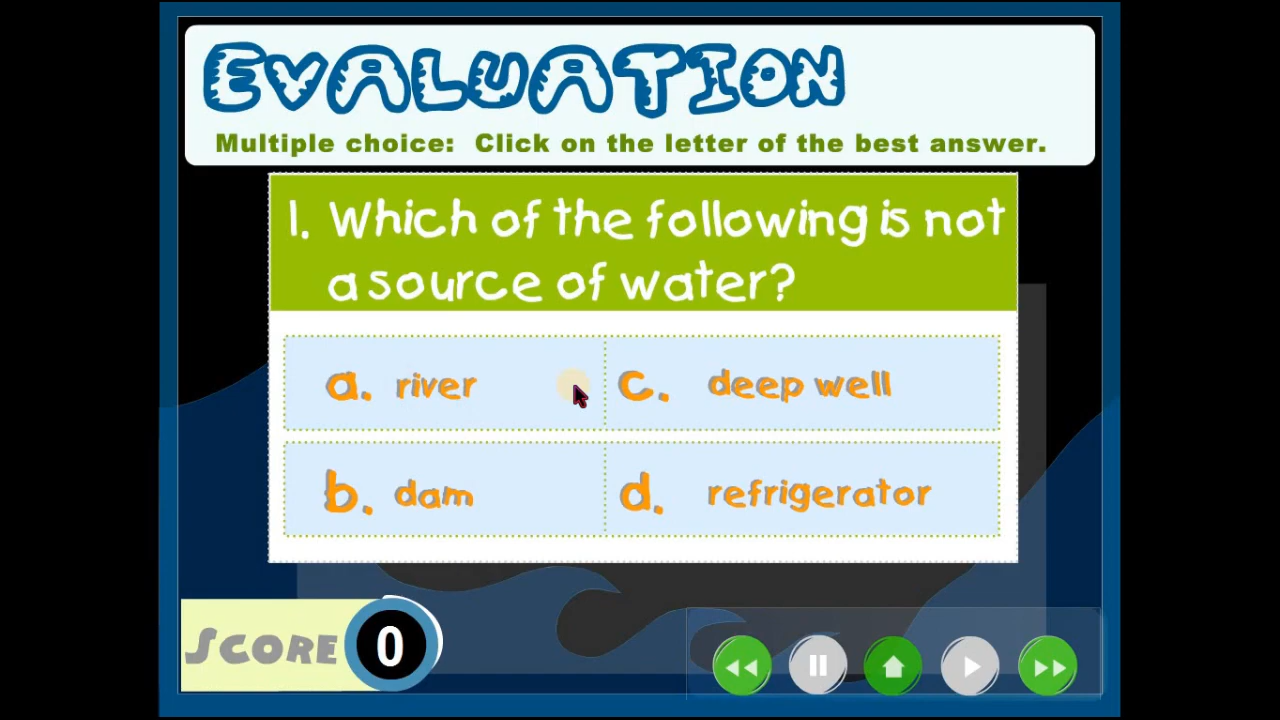 EVALUATION
Multiple choice: Click on the letter of the best answer.
1. Which of the following is not
a source of water?
a. river
c. deep well
b. dam
d. refrigerator
SCORE 0